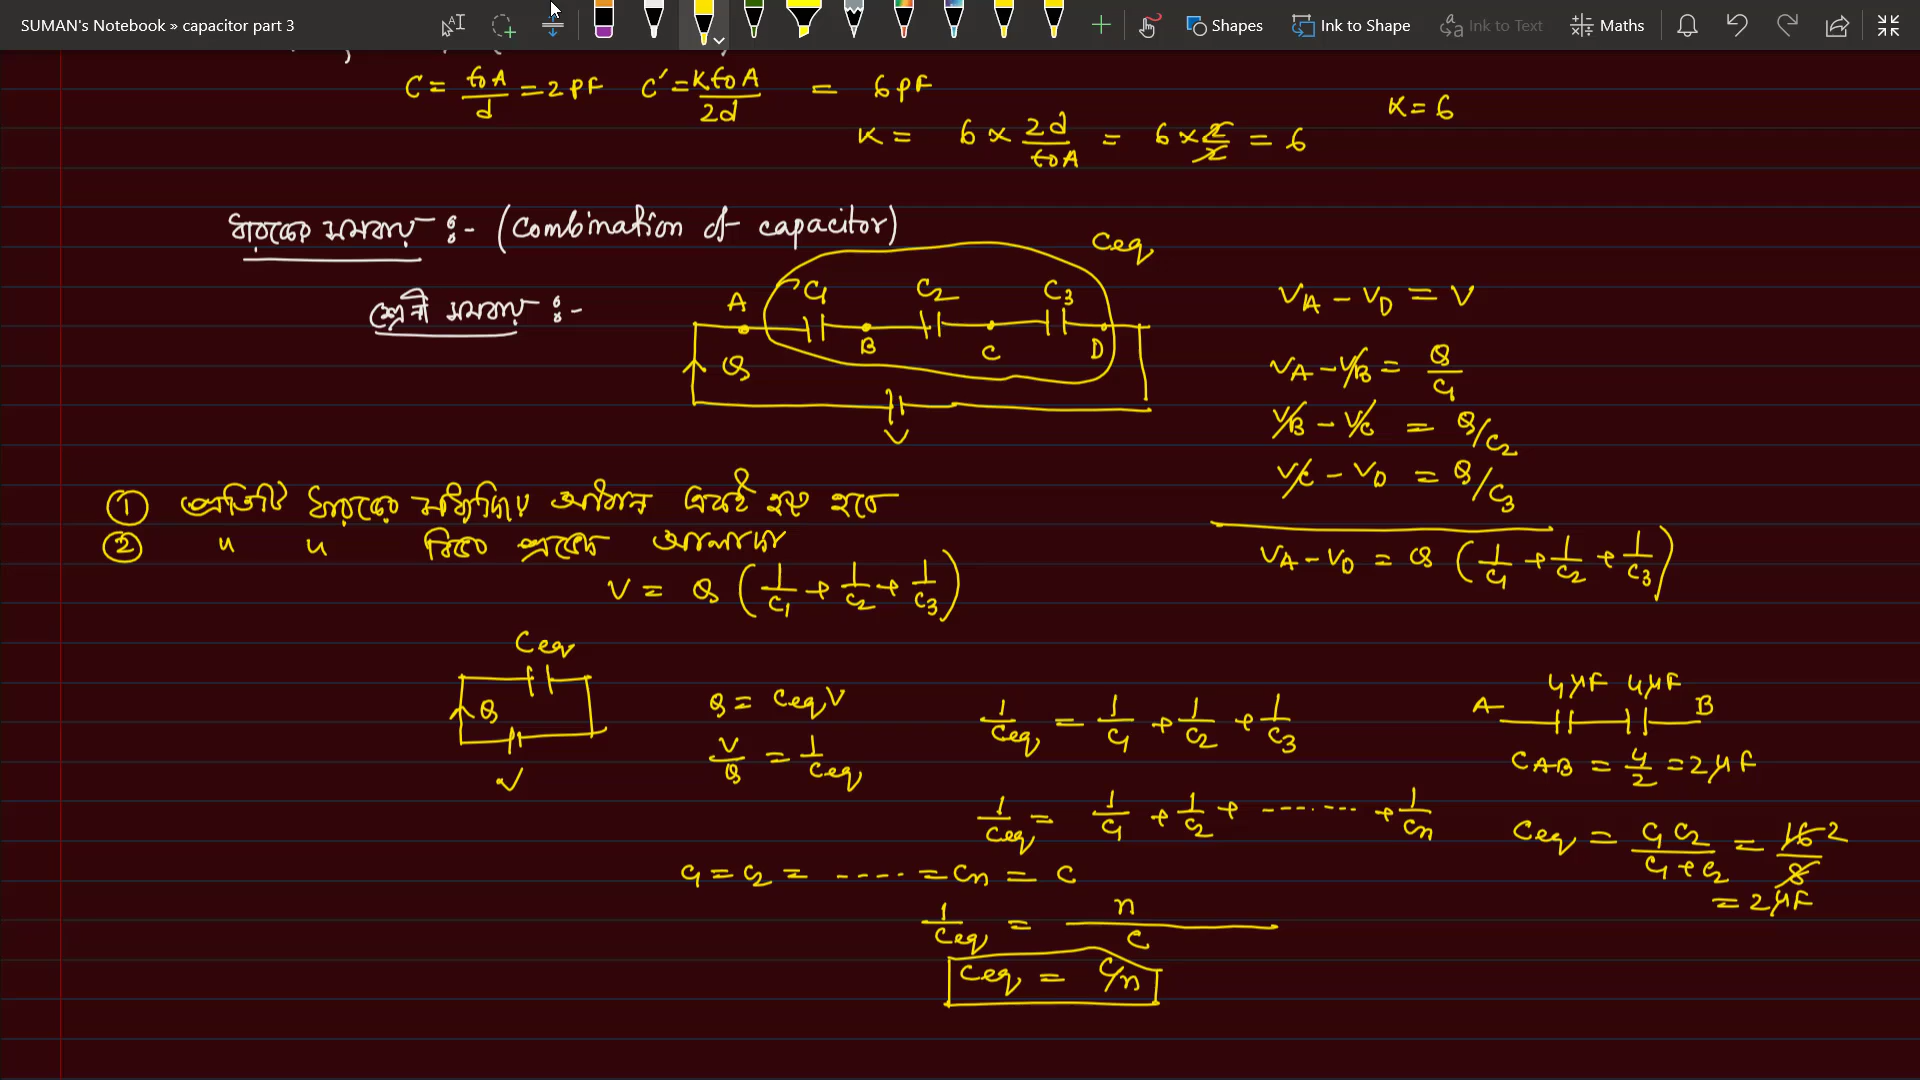 SUMAN's Notebook » capacitor part 3
Shapes Ink to Shape Ink to Text Maths
C = ε0A/d = 2PF C' = Kε0A/2d = 6PF
K = 6
K = 6 × 2d/ε0A = 6 × 2/2 = 6
ধারকের সমবায় :- (Combination of capacitor)
Ceq
শ্রেণী সমবায় :-
A C1 C2 C3
B C D
Q
V
VA - VD = V
VA - VB = Q/C1
VB - VC = Q/C2
VC - VD = Q/C3
VA - VD = Q (1/C1 + 1/C2 + 1/C3)
① প্রতিটি ধারকের মধ্যদিয়ে আধান একই হবে
② " " বিভব প্রভেদ আলাদা
V = Q (1/C1 + 1/C2 + 1/C3)
Ceq
Q
V
Q = CeqV
V/Q = 1/Ceq
1/Ceq = 1/C1 + 1/C2 + 1/C3
1/Ceq = 1/C1 + 1/C2 + ........ + 1/Cn
C1 = C2 = ---- = Cn = C
1/Ceq = n/C
Ceq = C/n
4μF 4μF
A B
CAB = 4/2 = 2μF
Ceq = C1C2/C1+C2 = 16/8 2
= 2μF